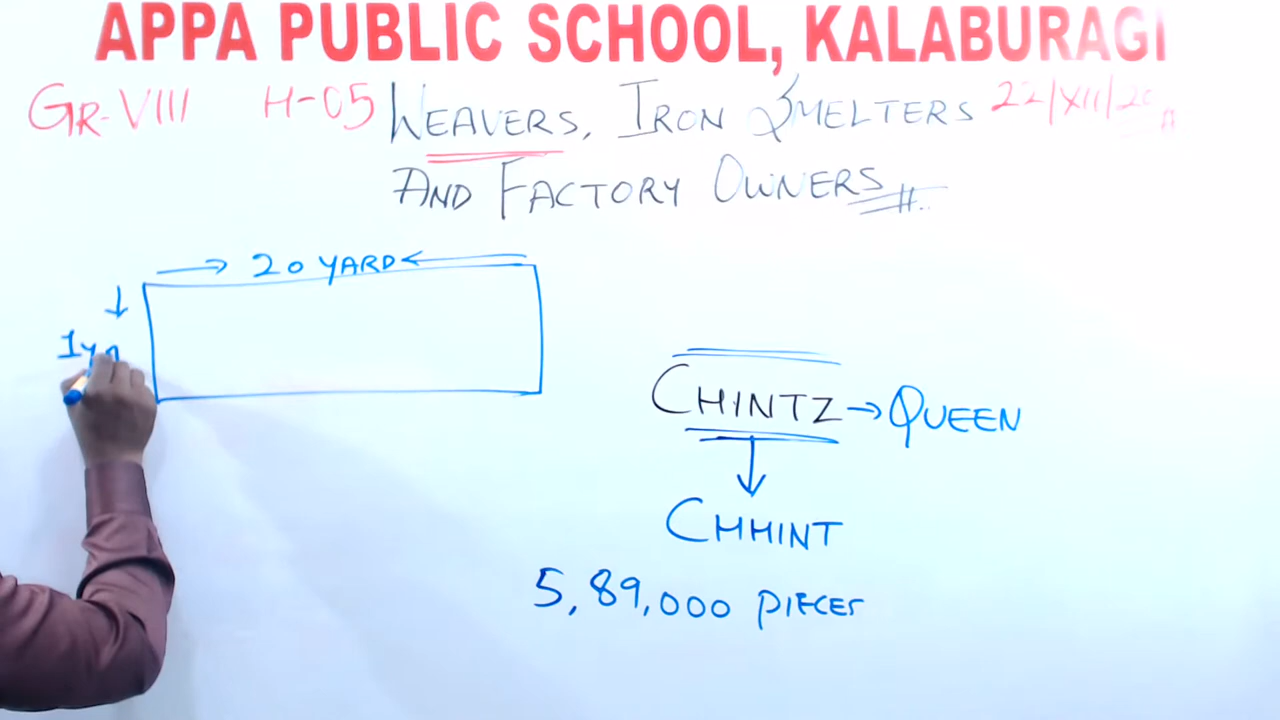 APPA PUBLIC SCHOOL, KALABURAGI
GR-VIII H-05 WEAVERS, IRON SMELTERS 22/XII/20
AND FACTORY OWNERS
20 YARD
1
CHINTZ → QUEEN
CHHINT
5,89,000 PIECES